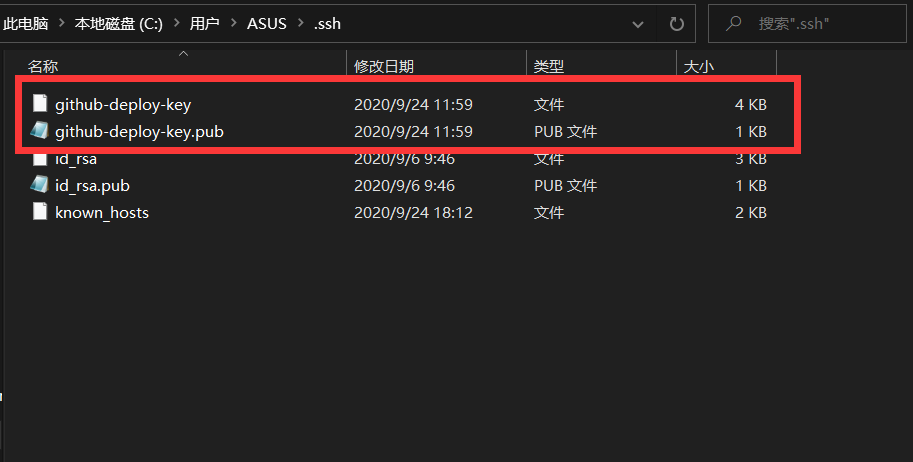 此电脑 > 本地磁盘 (C:) > 用户 > ASUS > .ssh 搜索".ssh"
名称 修改日期 类型 大小
github-deploy-key 2020/9/24 11:59 文件 4 KB
github-deploy-key.pub 2020/9/24 11:59 PUB 文件 1 KB
id_rsa 2020/9/6 9:46 文件 3 KB
id_rsa.pub 2020/9/6 9:46 PUB 文件 1 KB
known_hosts 2020/9/24 18:12 文件 2 KB